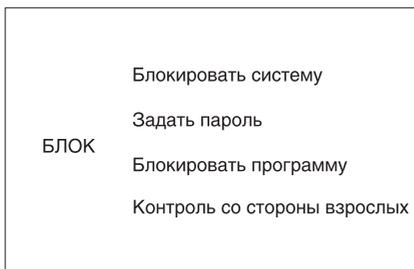 БЛОК
Блокировать систему
Задать пароль
Блокировать программу
Контроль со стороны взрослых